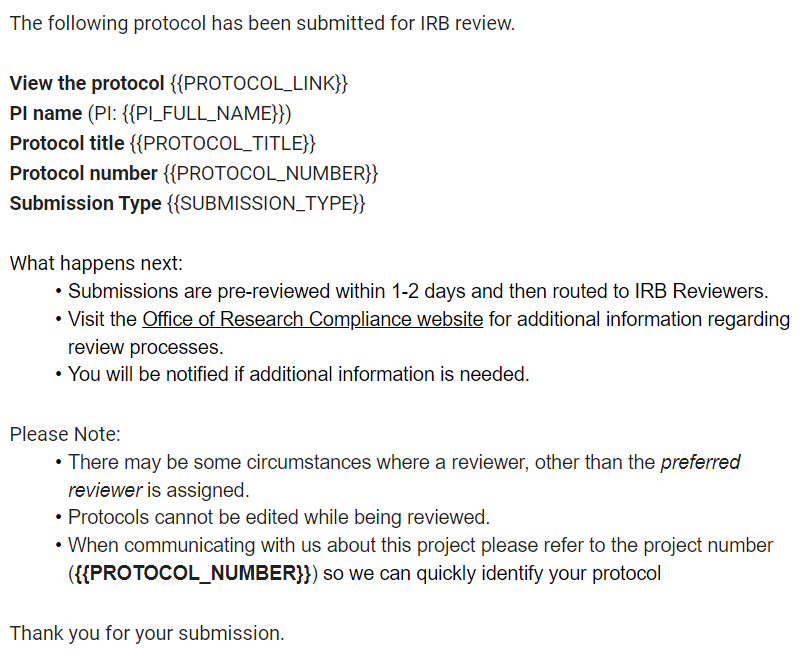 The following protocol has been submitted for IRB review.
View the protocol {{PROTOCOL_LINK}}
PI name (PI: {{PI_FULL_NAME}})
Protocol title {{PROTOCOL_TITLE}}
Protocol number {{PROTOCOL_NUMBER}}
Submission Type {{SUBMISSION_TYPE}}
What happens next:
• Submissions are pre-reviewed within 1-2 days and then routed to IRB Reviewers.
• Visit the Office of Research Compliance website for additional information regarding
review processes.
• You will be notified if additional information is needed.
Please Note:
• There may be some circumstances where a reviewer, other than the preferred
reviewer is assigned.
• Protocols cannot be edited while being reviewed.
• When communicating with us about this project please refer to the project number
({{PROTOCOL_NUMBER}}) so we can quickly identify your protocol
Thank you for your submission.